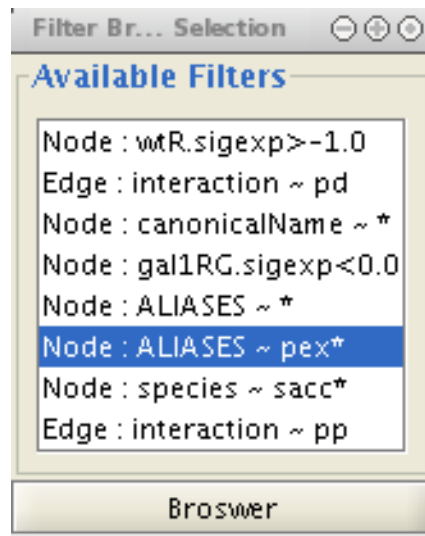 Filter Br... Selection
Available Filters
Node : wtR.sigexp>-1.0
Edge : interaction ~ pd
Node : canonicalName ~ *
Node : gal1RG.sigexp<0.0
Node : ALIASES ~ *
Node : ALIASES ~ pex*
Node : species ~ sacc*
Edge : interaction ~ pp
Broswer